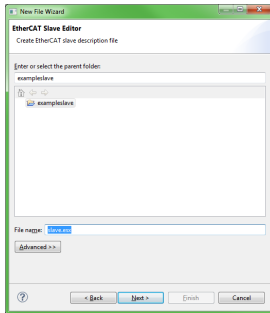 New File Wizard
EtherCAT Slave Editor
Create EtherCAT slave description file
Enter or select the parent folder:
exampleslave
exampleslave
File name: slave.esx
Advanced >>
< Back Next > Finish Cancel